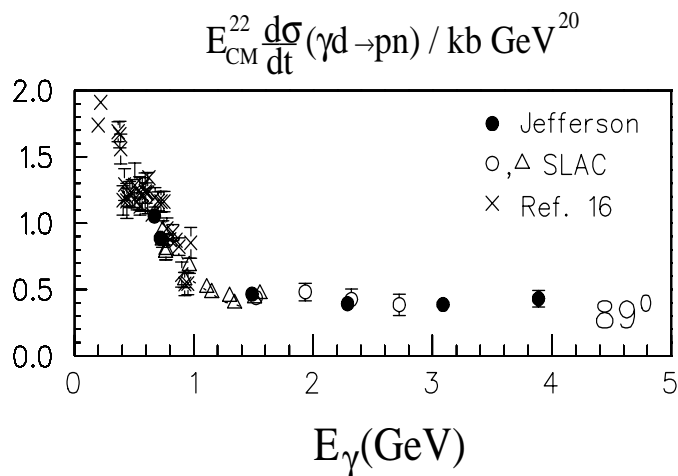 E_CM^22 dσ/dt (γd→pn) / kb GeV^20
2.0
1.5
1.0
0.5
0.0
● Jefferson
○,△ SLAC
× Ref. 16
89⁰
0 1 2 3 4 5
E_γ(GeV)